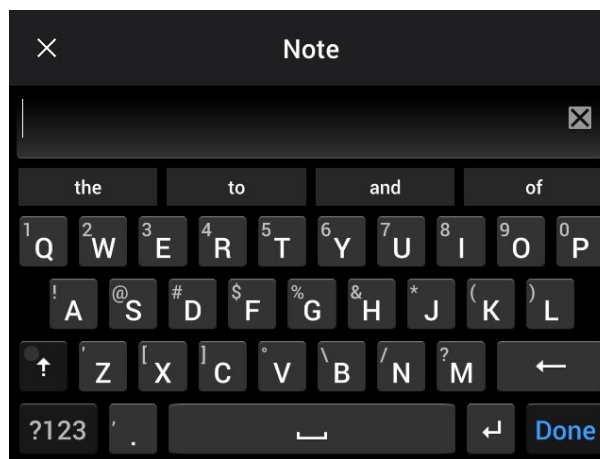 Note
the to and of
1 Q 2 W 3 E 4 R 5 T 6 Y 7 U 8 I 9 O 0 P
! A @ S # D $ F % G & H * J ( K ) L
' Z [ X ] C ° V \ B / N ? M
?123 ' . Done